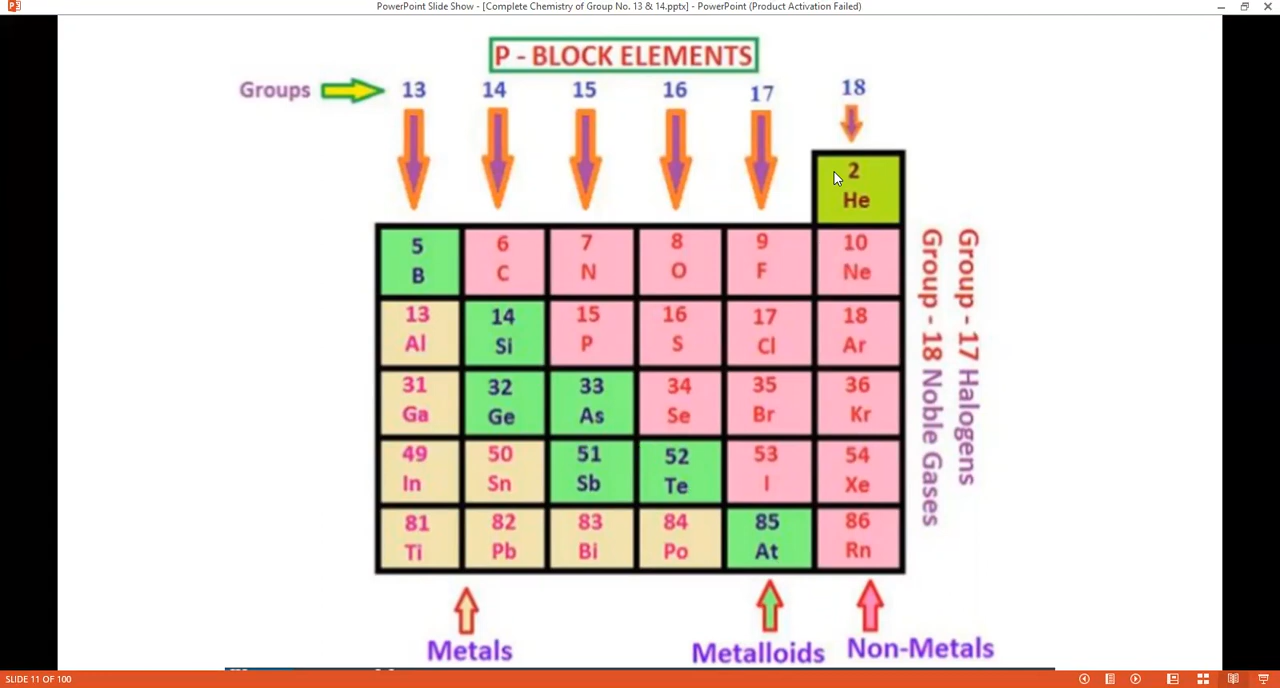 PowerPoint Slide Show - [Complete Chemistry of Group No. 13 & 14.pptx] - PowerPoint (Product Activation Failed)
P - BLOCK ELEMENTS
Groups 13 14 15 16 17 18
2
He
5 6 7 8 9 10
B C N O F Ne
13 14 15 16 17 18
Al Si P S Cl Ar
31 32 33 34 35 36
Ga Ge As Se Br Kr
49 50 51 52 53 54
In Sn Sb Te I Xe
81 82 83 84 85 86
Ti Pb Bi Po At Rn
Group - 17 Halogens
Group - 18 Noble Gases
Metals Metalloids Non-Metals
SLIDE 11 OF 100